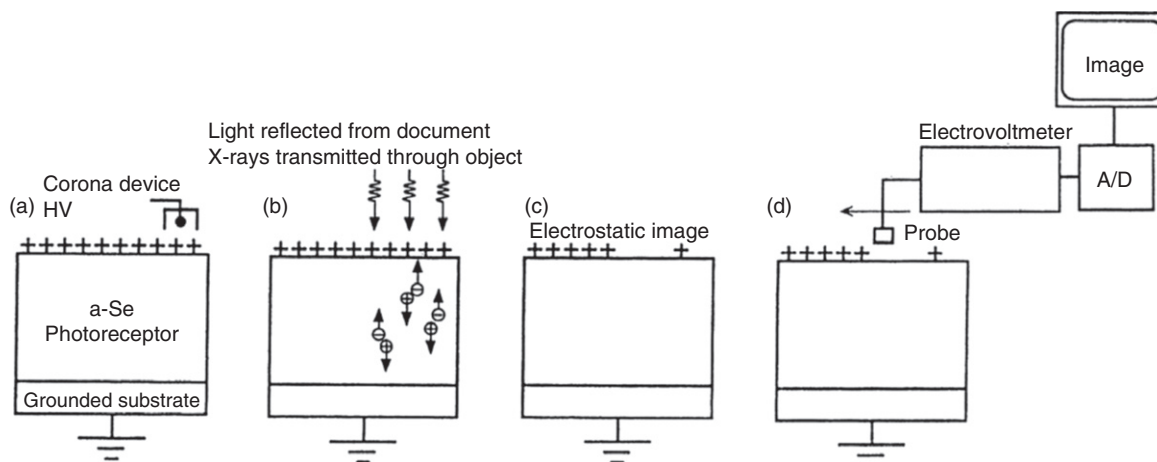 (a)
Corona device
HV
a-Se
Photoreceptor
Grounded substrate
(b)
Light reflected from document
X-rays transmitted through object
(c)
Electrostatic image
(d)
Probe
Electrovoltmeter
A/D
Image